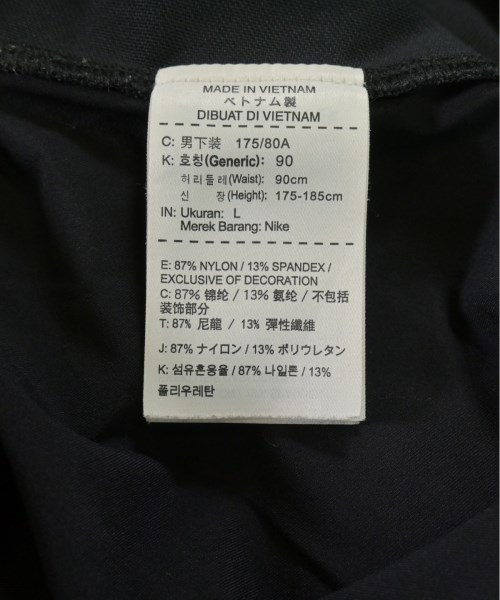 MADE IN VIETNAM
ベトナム製
DIBUAT DI VIETNAM
C: 男下装 175/80A
K: 호칭(Generic): 90
허리둘레(Waist): 90cm
신 장(Height): 175-185cm
IN: Ukuran: L
Merek Barang: Nike
E: 87% NYLON / 13% SPANDEX /
EXCLUSIVE OF DECORATION
C: 87% 锦纶 / 13% 氨纶 / 不包括
装饰部分
T: 87% 尼龍 / 13% 彈性纖維
J: 87% ナイロン / 13% ポリウレタン
K: 섬유혼용율 / 87% 나일론 / 13%
폴리우레탄